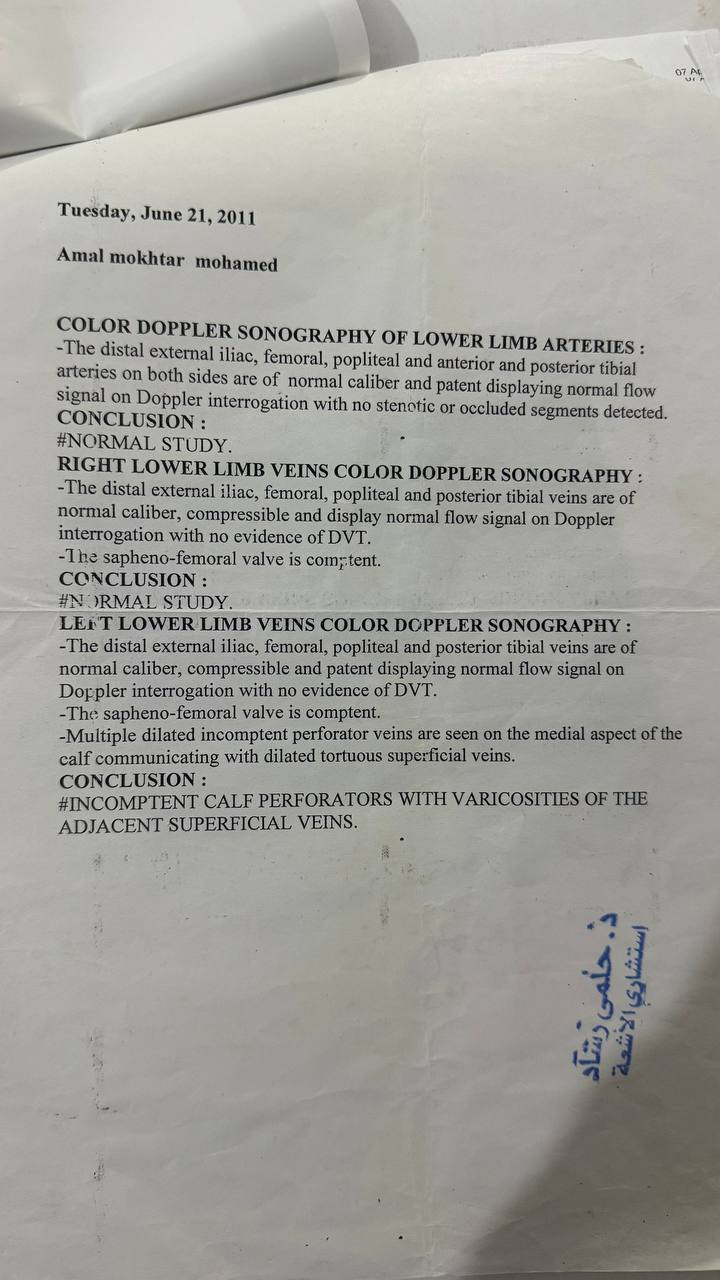 07 A
Tuesday, June 21, 2011
Amal mokhtar mohamed
COLOR DOPPLER SONOGRAPHY OF LOWER LIMB ARTERIES :
-The distal external iliac, femoral, popliteal and anterior and posterior tibial
arteries on both sides are of normal caliber and patent displaying normal flow
signal on Doppler interrogation with no stenotic or occluded segments detected.
CONCLUSION :
#NORMAL STUDY.
RIGHT LOWER LIMB VEINS COLOR DOPPLER SONOGRAPHY :
-The distal external iliac, femoral, popliteal and posterior tibial veins are of
normal caliber, compressible and display normal flow signal on Doppler
interrogation with no evidence of DVT.
-The sapheno-femoral valve is comptent.
CONCLUSION :
#NORMAL STUDY.
LEFT LOWER LIMB VEINS COLOR DOPPLER SONOGRAPHY :
-The distal external iliac, femoral, popliteal and posterior tibial veins are of
normal caliber, compressible and patent displaying normal flow signal on
Doppler interrogation with no evidence of DVT.
-The sapheno-femoral valve is comptent.
-Multiple dilated incomptent perforator veins are seen on the medial aspect of the
calf communicating with dilated tortuous superficial veins.
CONCLUSION :
#INCOMPTENT CALF PERFORATORS WITH VARICOSITIES OF THE
ADJACENT SUPERFICIAL VEINS.
د. حلمى رشاد
إستشاري الأشعة